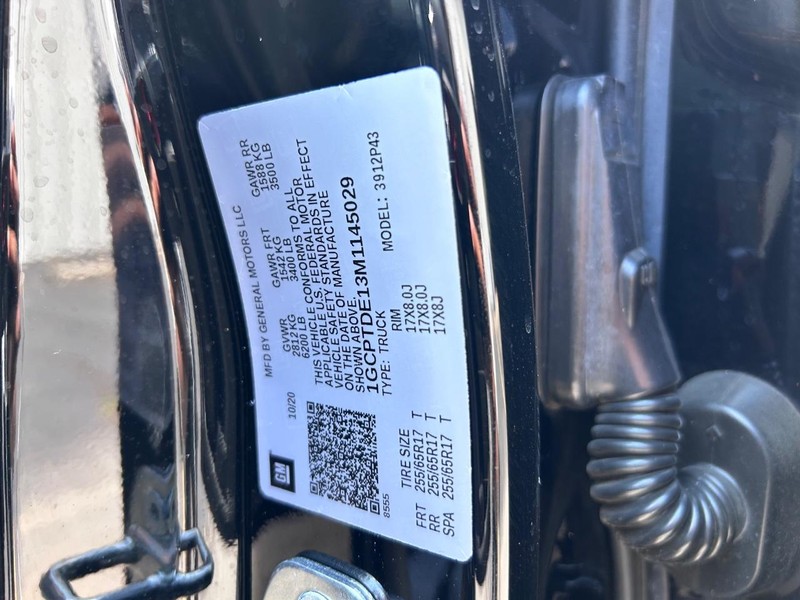 GM
10/20
MFD BY GENERAL MOTORS LLC
GVWR GAWR FRT GAWR RR
2812 KG 1542 KG 1588 KG
6200 LB 3400 LB 3500 LB
THIS VEHICLE CONFORMS TO ALL
APPLICABLE U.S. FEDERAL MOTOR
VEHICLE SAFETY STANDARDS IN EFFECT
ON THE DATE OF MANUFACTURE
SHOWN ABOVE.
1GCPTDE13M1145029
8555
TYPE: TRUCK MODEL: 3912P43
TIRE SIZE RIM
FRT 255/65R17 T 17X8.0J
RR 255/65R17 T 17X8.0J
SPA 255/65R17 T 17X8J